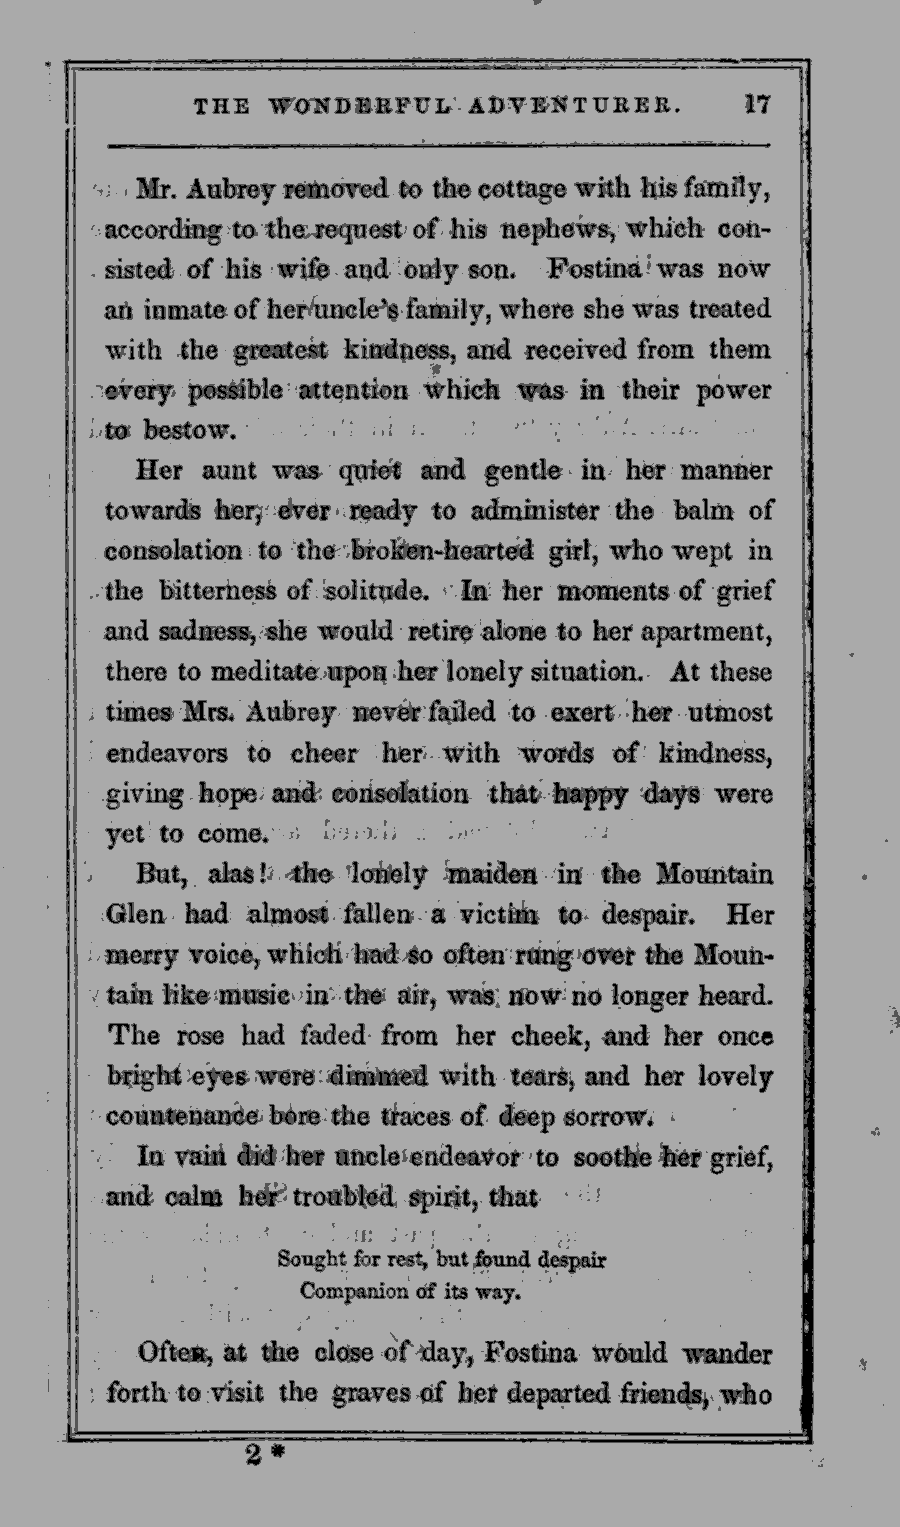 THE WONDERFUL ADVENTURER. 17
Mr. Aubrey removed to the cottage with his family,
according to the request of his nephews, which con-
sisted of his wife and only son. Fostina was now
an inmate of her uncle's family, where she was treated
with the greatest kindness, and received from them
every possible attention which was in their power
to bestow.
Her aunt was quiet and gentle in her manner
towards her, ever ready to administer the balm of
consolation to the broken-hearted girl, who wept in
the bitterness of solitude. In her moments of grief
and sadness, she would retire alone to her apartment,
there to meditate upon her lonely situation. At these
times Mrs. Aubrey never failed to exert her utmost
endeavors to cheer her with words of kindness,
giving hope and consolation that happy days were
yet to come.
But, alas! the lonely maiden in the Mountain
Glen had almost fallen a victim to despair. Her
merry voice, which had so often rung over the Moun-
tain like music in the air, was now no longer heard.
The rose had faded from her cheek, and her once
bright eyes were dimmed with tears, and her lovely
countenance bore the traces of deep sorrow.
In vain did her uncle endeavor to soothe her grief,
and calm her troubled spirit, that
Sought for rest, but found despair
Companion of its way.
Often, at the close of day, Fostina would wander
forth to visit the graves of her departed friends, who
2*